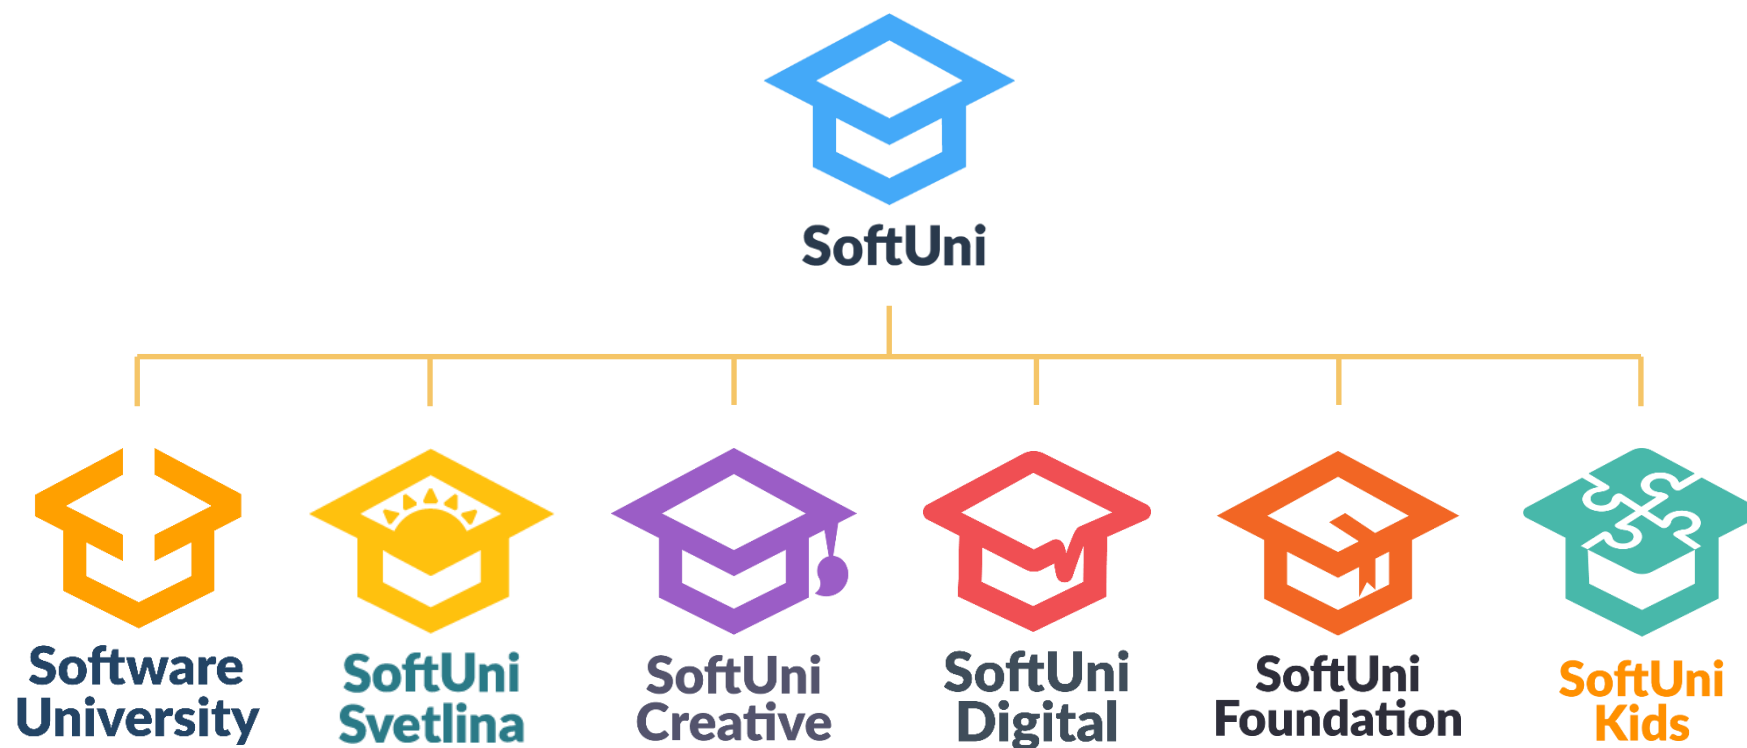 SoftUni
Software
University
SoftUni
Svetlina
SoftUni
Creative
SoftUni
Digital
SoftUni
Foundation
SoftUni
Kids